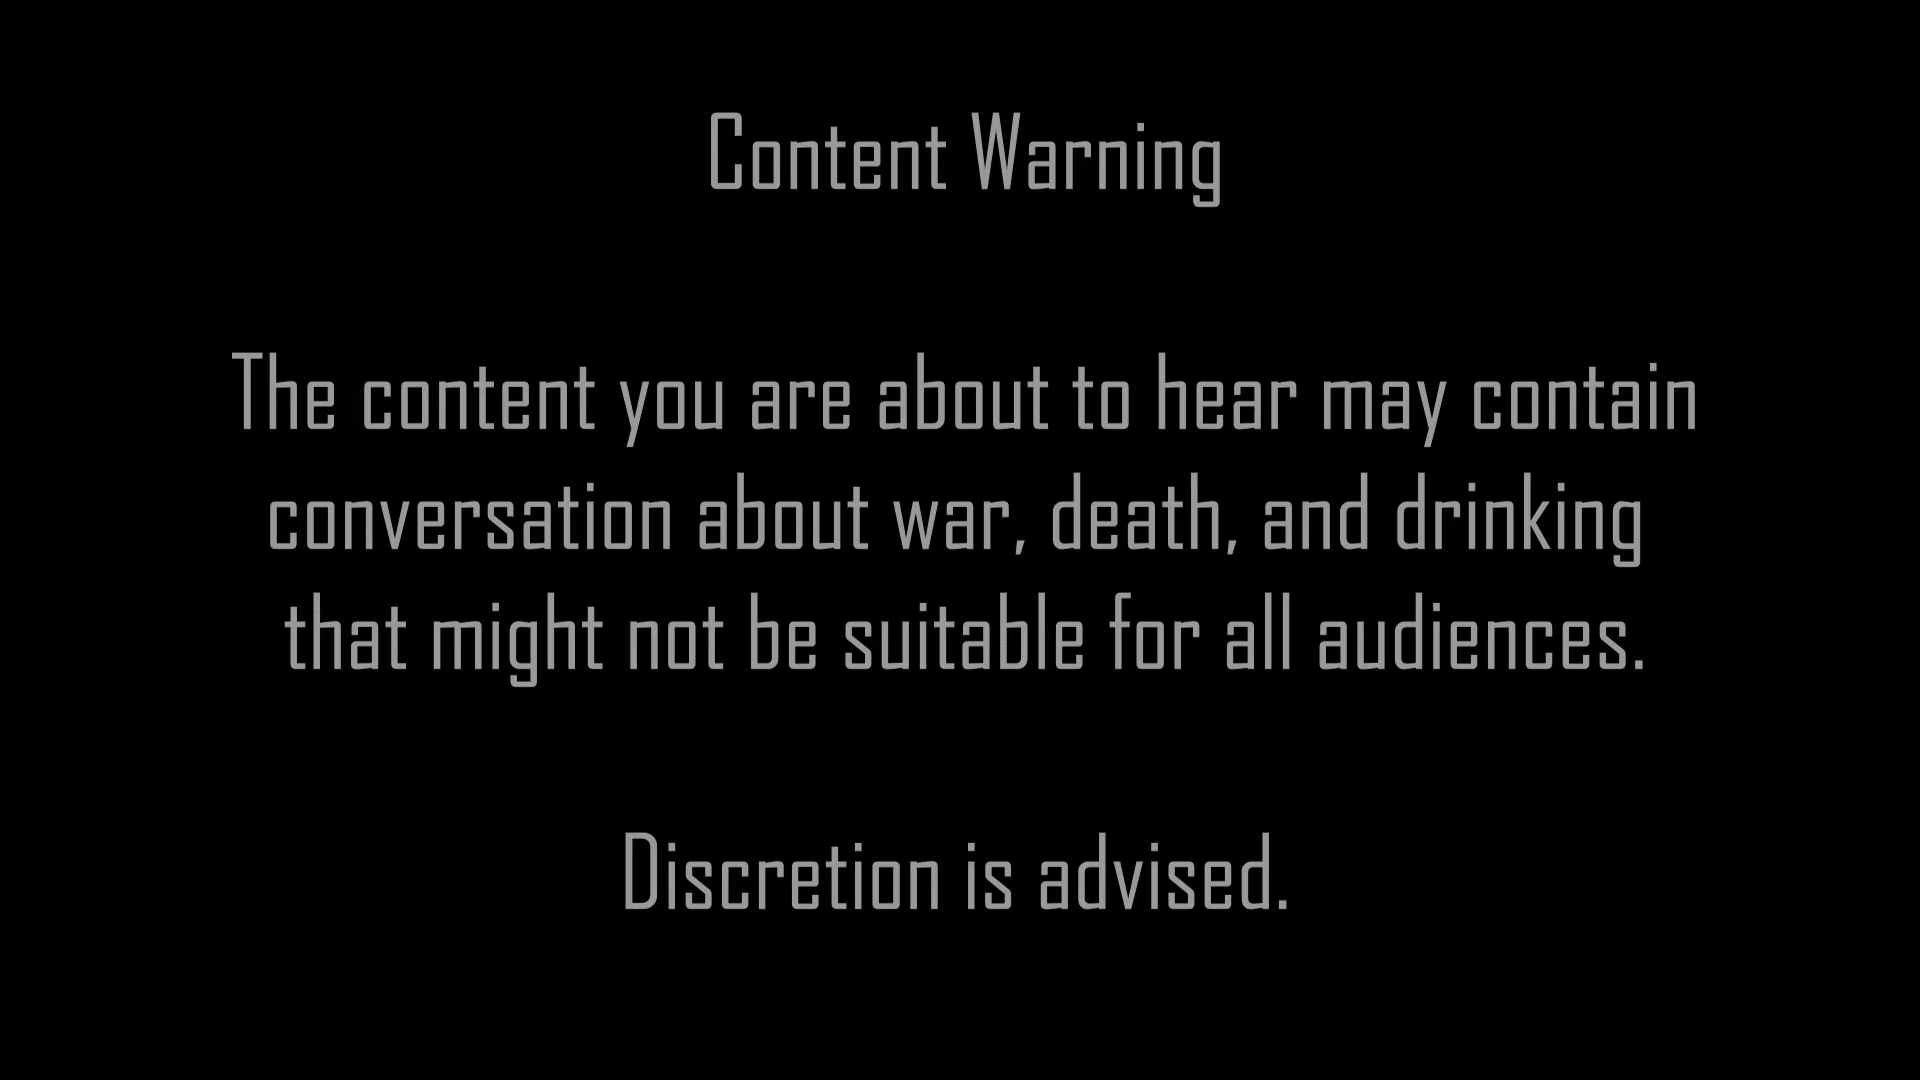 Content Warning
The content you are about to hear may contain
conversation about war, death, and drinking
that might not be suitable for all audiences.
Discretion is advised.